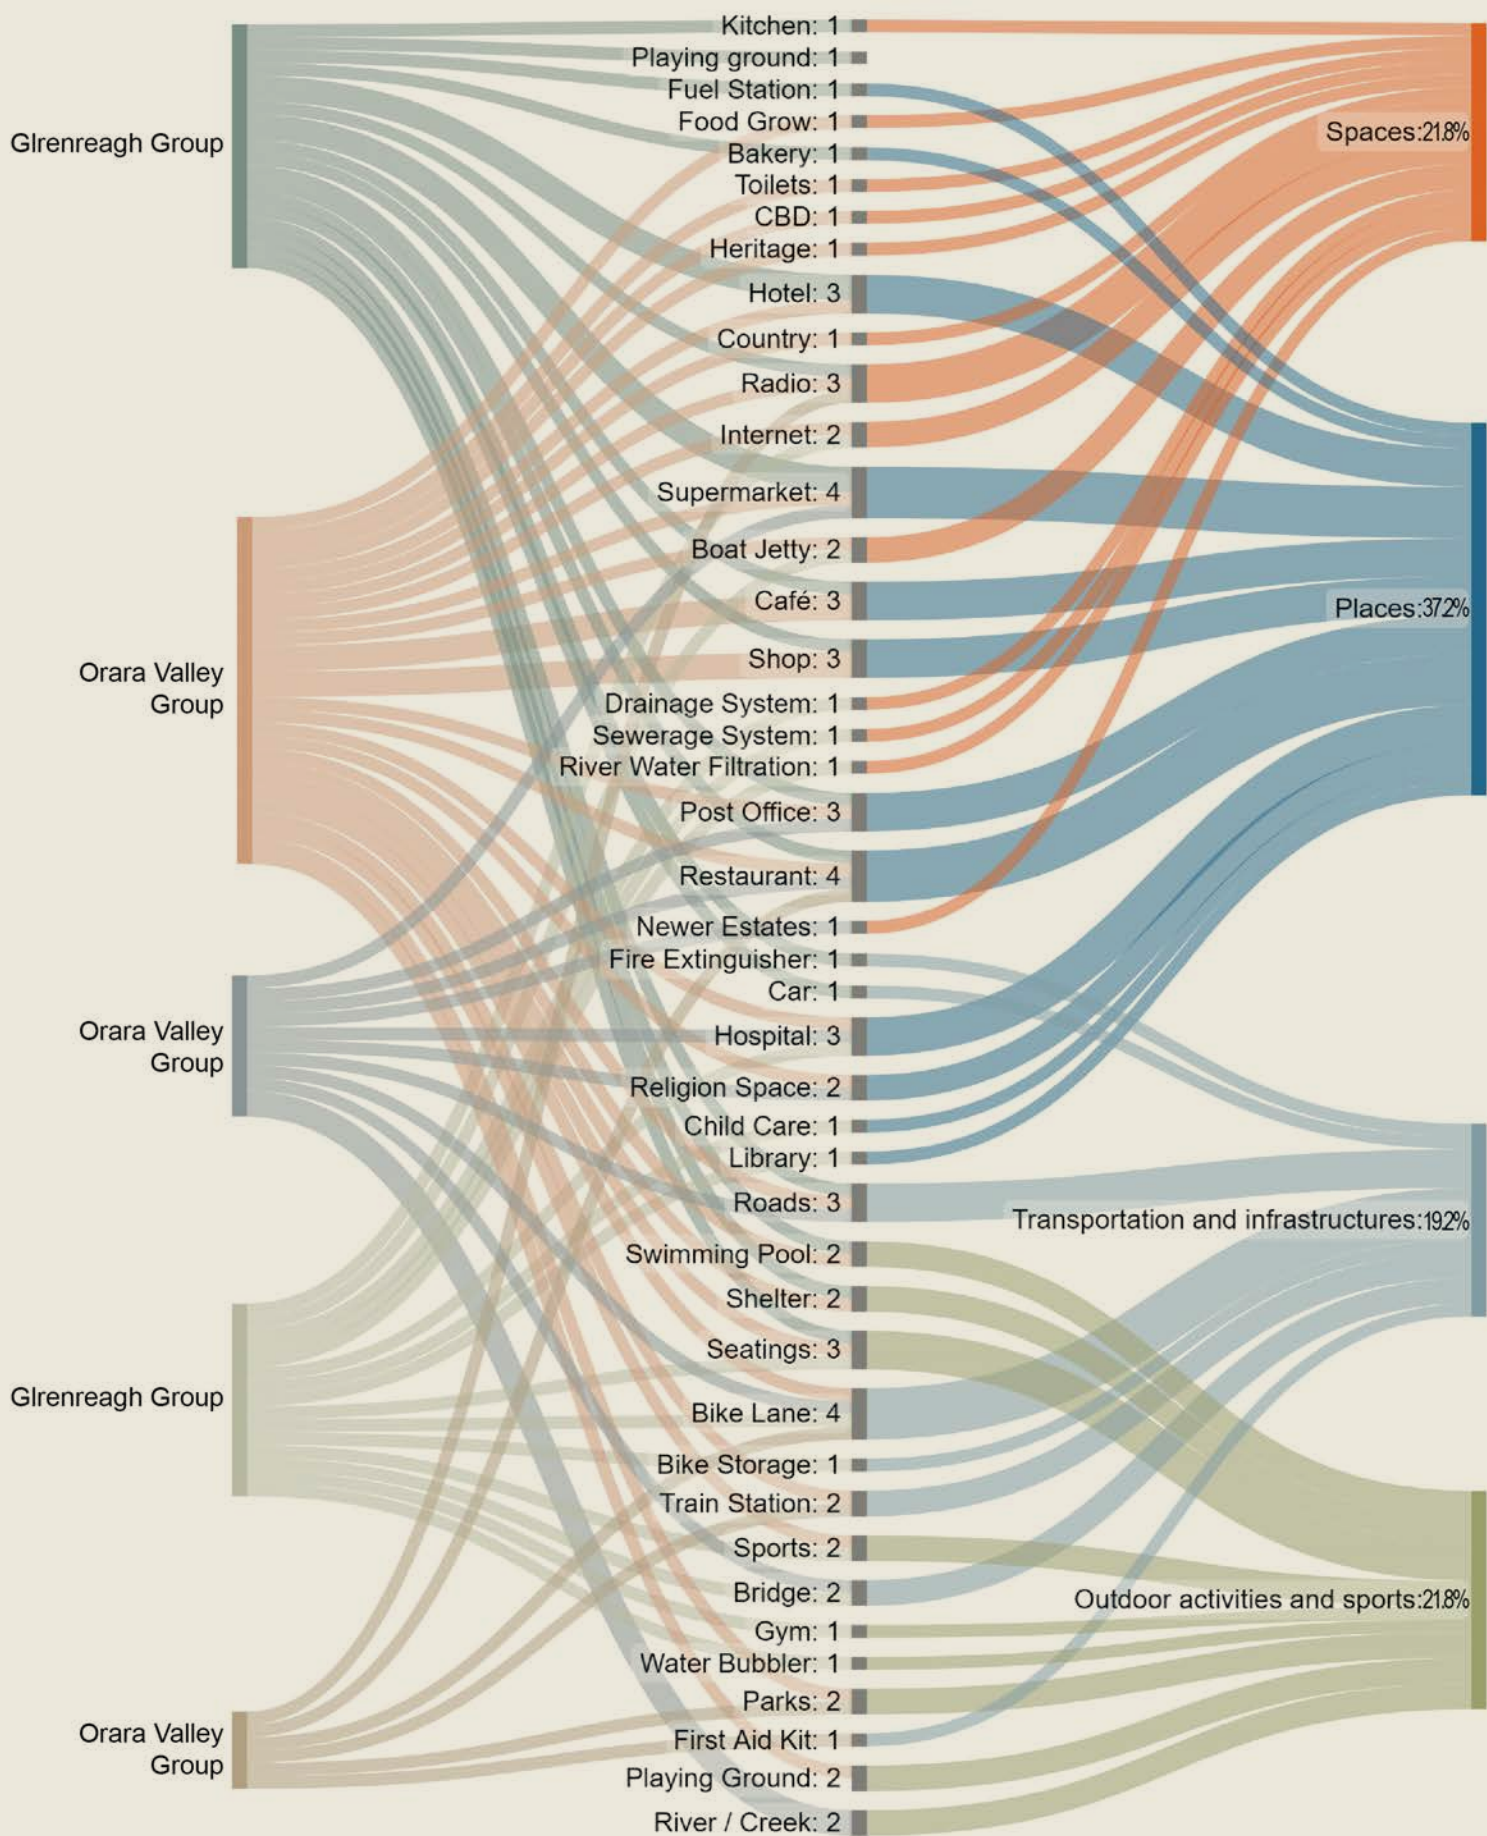 Glrenreagh Group
Orara Valley
Group
Orara Valley
Group
Glrenreagh Group
Orara Valley
Group
Kitchen: 1
Playing ground: 1
Fuel Station: 1
Food Grow: 1
Bakery: 1
Toilets: 1
CBD: 1
Heritage: 1
Hotel: 3
Country: 1
Radio: 3
Internet: 2
Supermarket: 4
Boat Jetty: 2
Café: 3
Shop: 3
Drainage System: 1
Sewerage System: 1
River Water Filtration: 1
Post Office: 3
Restaurant: 4
Newer Estates: 1
Fire Extinguisher: 1
Car: 1
Hospital: 3
Religion Space: 2
Child Care: 1
Library: 1
Roads: 3
Swimming Pool: 2
Shelter: 2
Seatings: 3
Bike Lane: 4
Bike Storage: 1
Train Station: 2
Sports: 2
Bridge: 2
Gym: 1
Water Bubbler: 1
Parks: 2
First Aid Kit: 1
Playing Ground: 2
River / Creek: 2
Spaces:21.8%
Places:37.2%
Transportation and infrastructures:19.2%
Outdoor activities and sports:21.8%